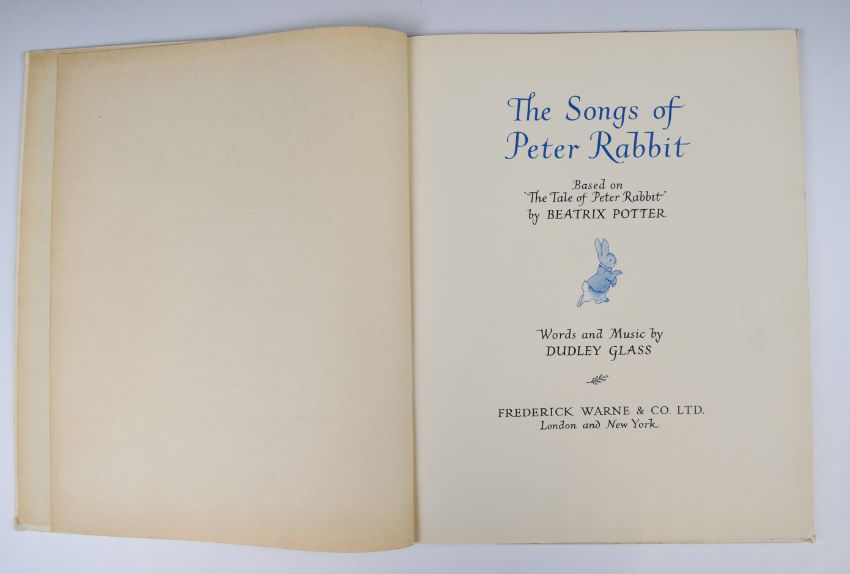 The Songs of
Peter Rabbit
Based on
"The Tale of Peter Rabbit"
by BEATRIX POTTER
Words and Music by
DUDLEY GLASS
FREDERICK WARNE & CO. LTD.
London and New York